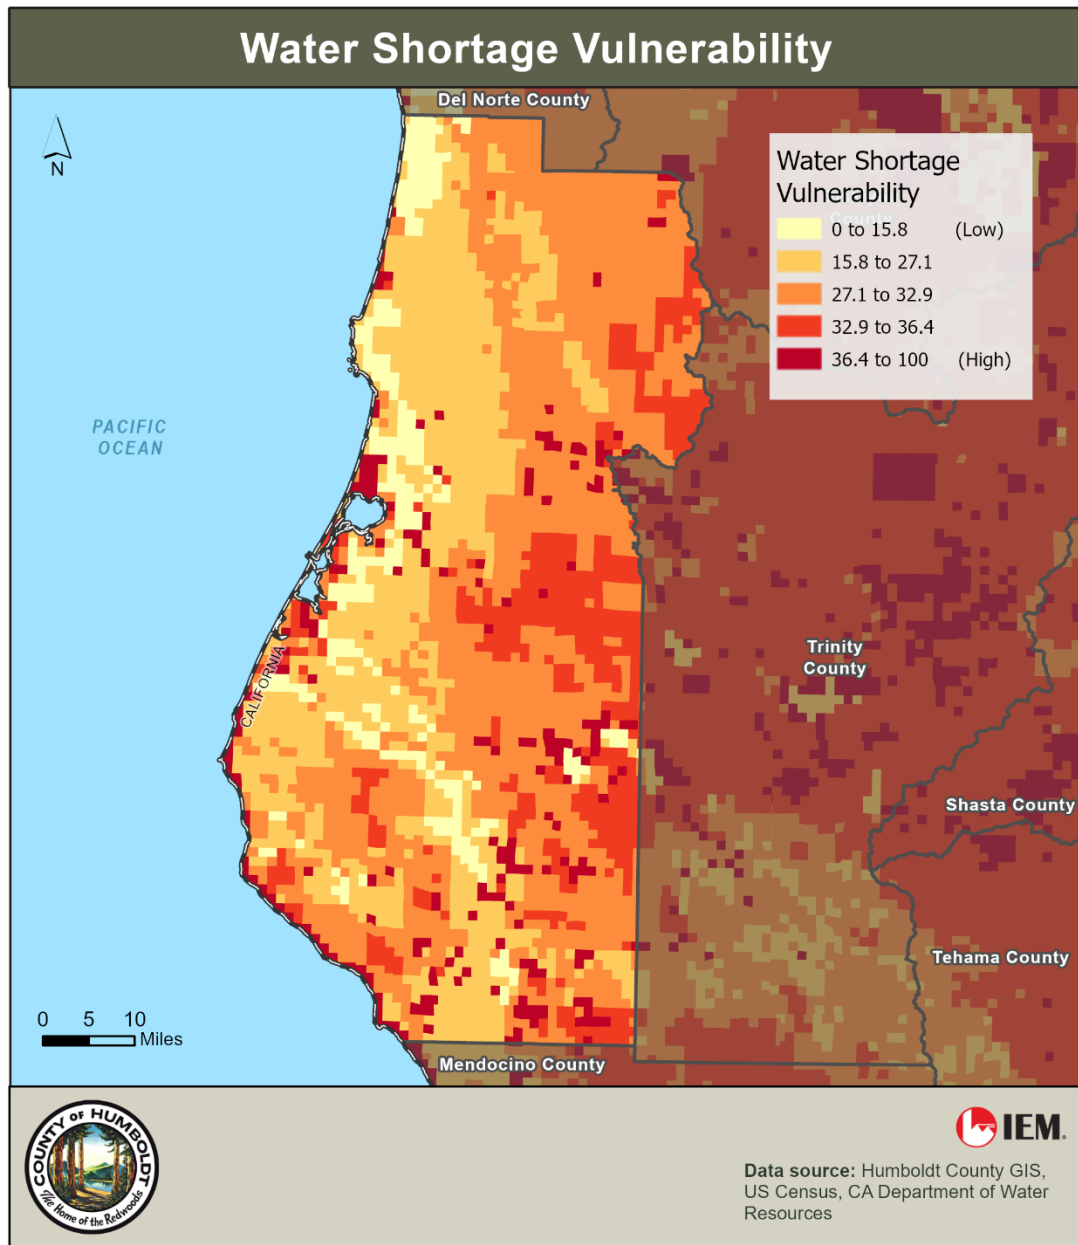 Water Shortage Vulnerability
Del Norte County
N
Water Shortage
Vulnerability
County
0 to 15.8 (Low)
15.8 to 27.1
27.1 to 32.9
32.9 to 36.4
36.4 to 100 (High)
PACIFIC
OCEAN
CALIFORNIA
Trinity
County
Shasta County
Tehama County
0 5 10
Miles
Mendocino County
COUNTY OF HUMBOLDT
The Home of the Redwoods
IEM.
Data source: Humboldt County GIS,
US Census, CA Department of Water
Resources